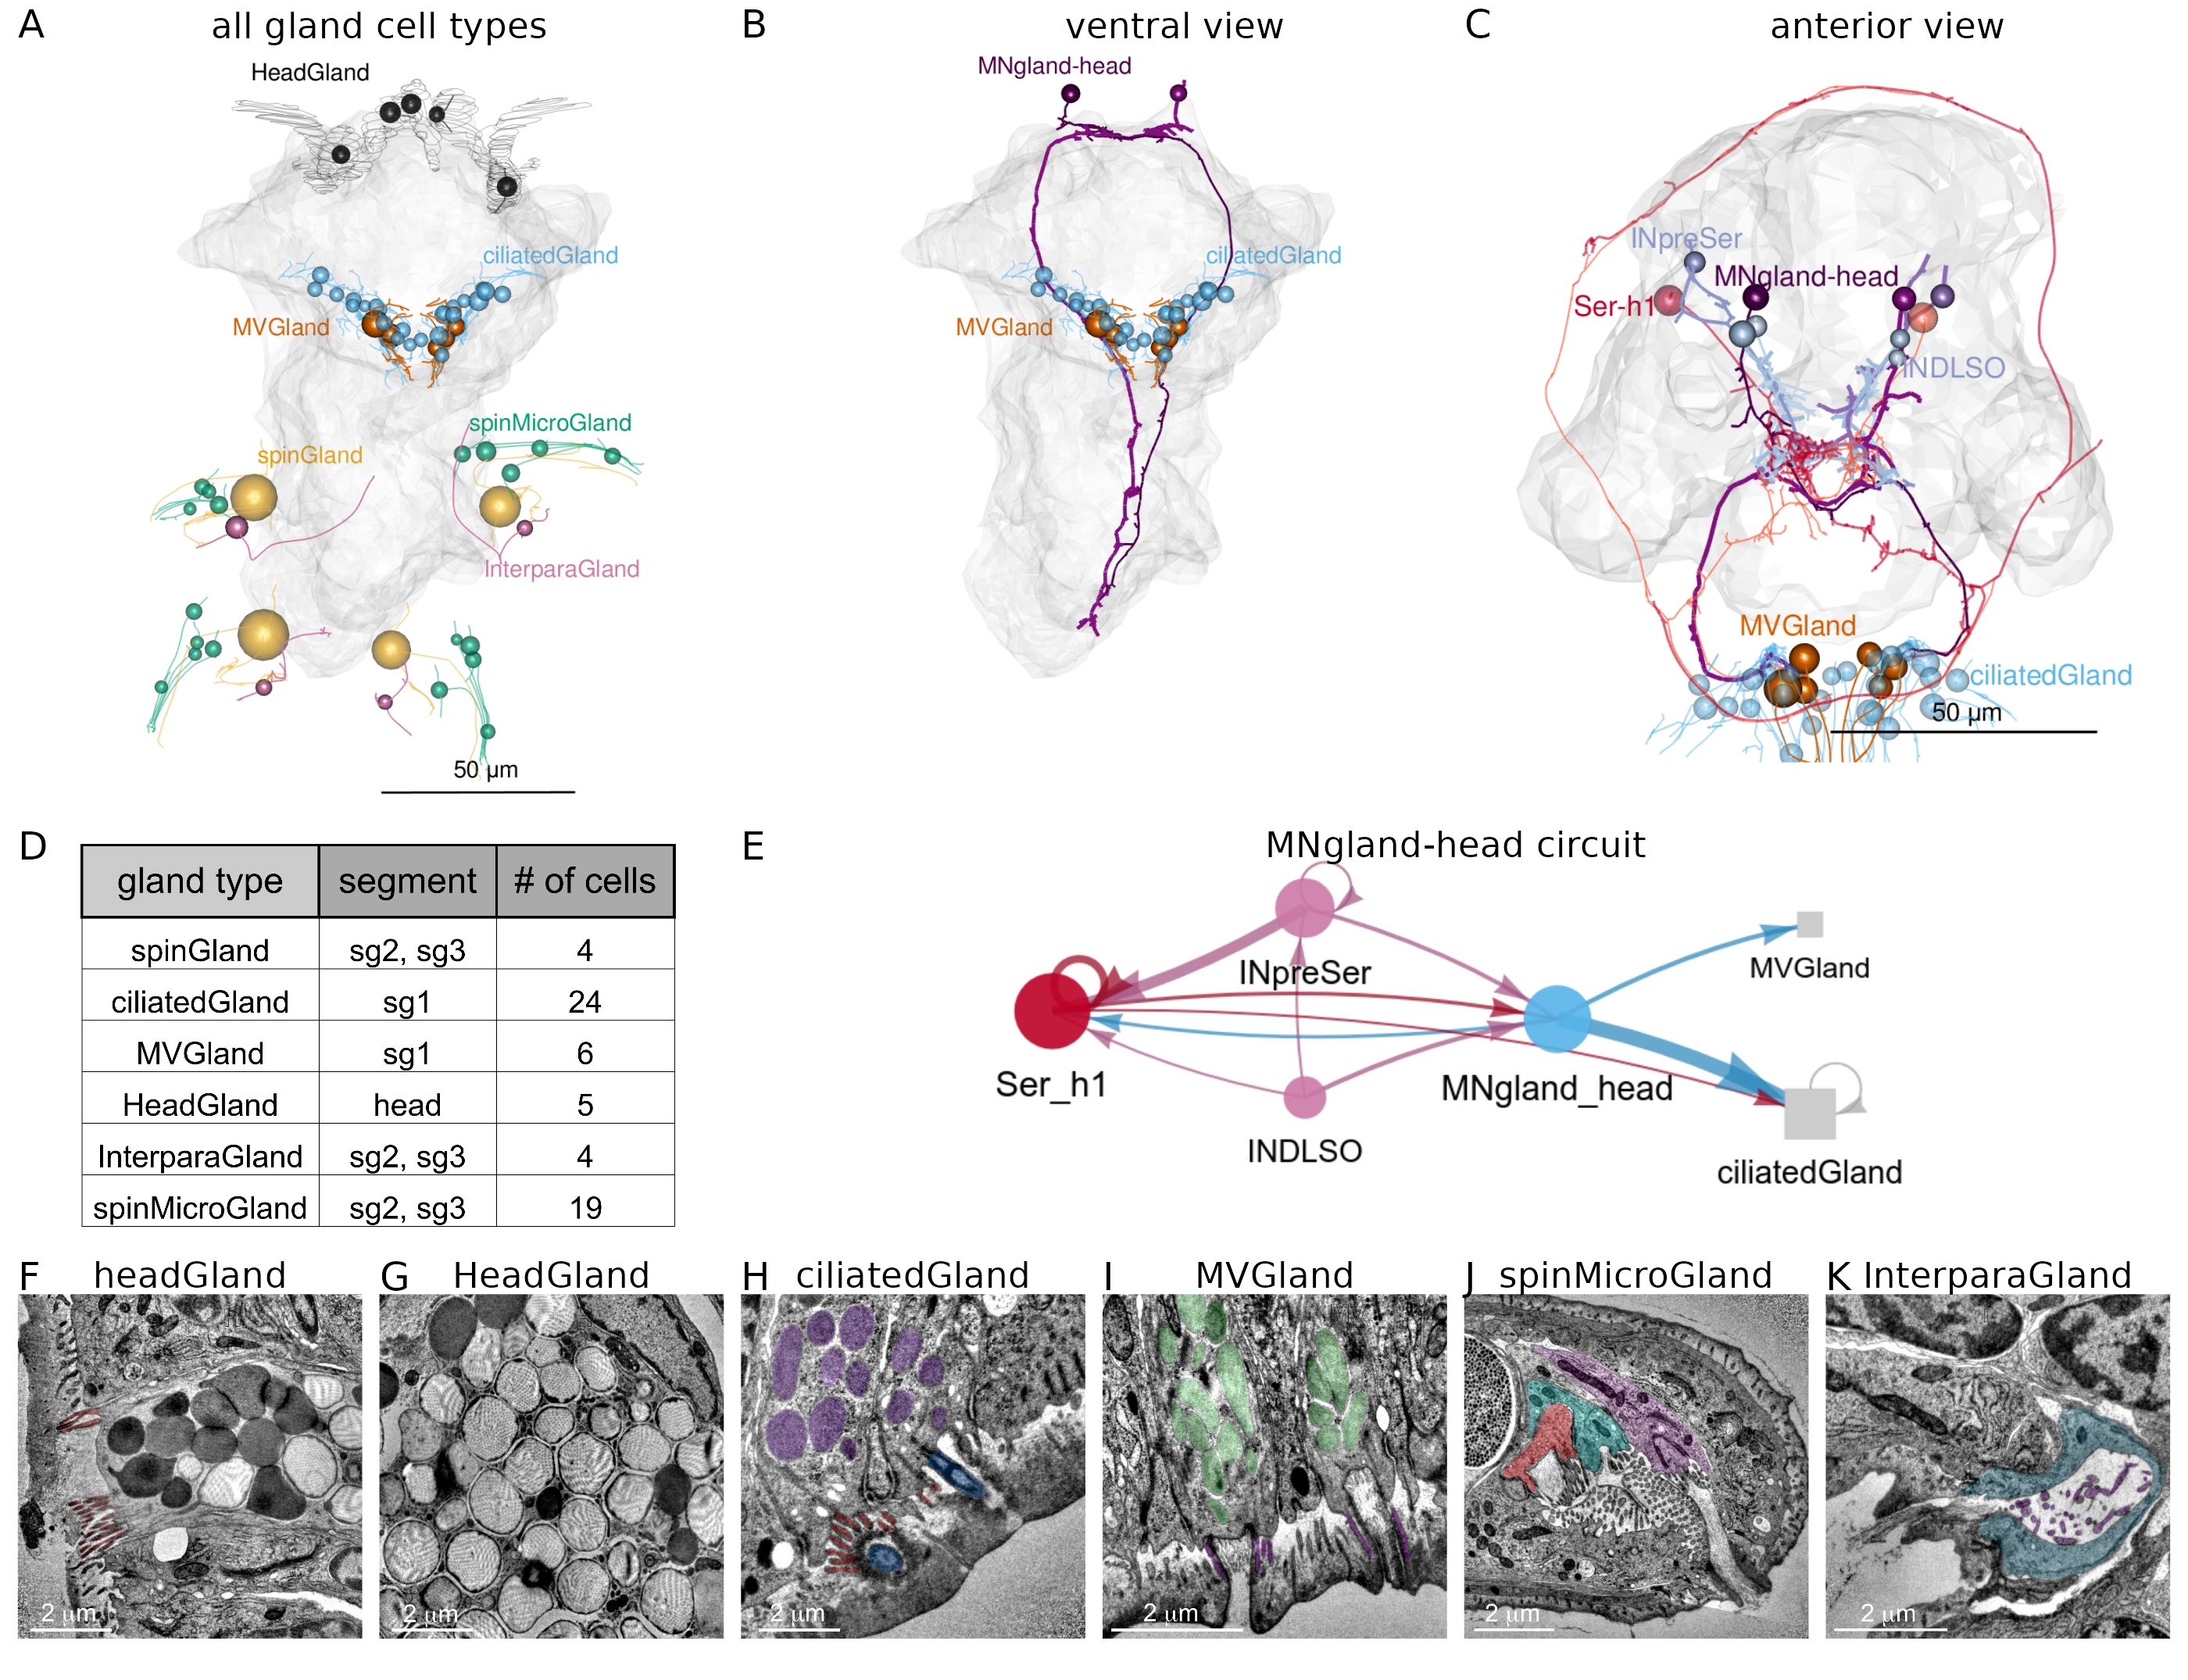 A all gland cell types
HeadGland
ciliatedGland
MVGland
spinMicroGland
spinGland
InterparaGland
50 µm
B ventral view
MNgland-head
ciliatedGland
MVGland
C anterior view
INpreSer
MNgland-head
Ser-h1
INDLSO
MVGland
ciliatedGland
50 µm
D
gland type segment # of cells
spinGland sg2, sg3 4
ciliatedGland sg1 24
MVGland sg1 6
HeadGland head 5
InterparaGland sg2, sg3 4
spinMicroGland sg2, sg3 19
E MNgland-head circuit
INpreSer
MVGland
Ser_h1
MNgland_head
INDLSO
ciliatedGland
F headGland
2 µm
G HeadGland
2 µm
H ciliatedGland
2 µm
I MVGland
2 µm
J spinMicroGland
2 µm
K InterparaGland
2 µm